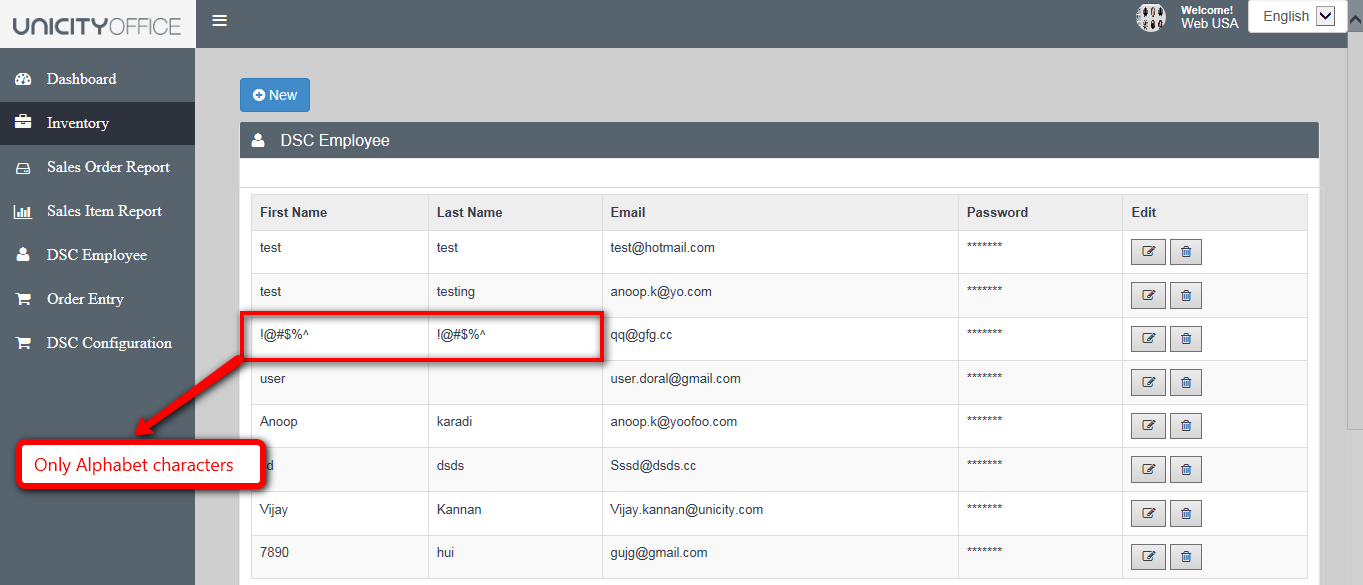 UNICITYOFFICE
Welcome!
Web USA
English
Dashboard
Inventory
Sales Order Report
Sales Item Report
DSC Employee
Order Entry
DSC Configuration
New
DSC Employee
First Name Last Name Email Password Edit
test test test@hotmail.com *******
test testing anoop.k@yo.com *******
!@#$%^ !@#$%^ qq@gfg.cc *******
user user.doral@gmail.com *******
Anoop karadi anoop.k@yoofoo.com *******
dsds Sssd@dsds.cc *******
Vijay Kannan Vijay.kannan@unicity.com *******
7890 hui gujg@gmail.com *******
Only Alphabet characters